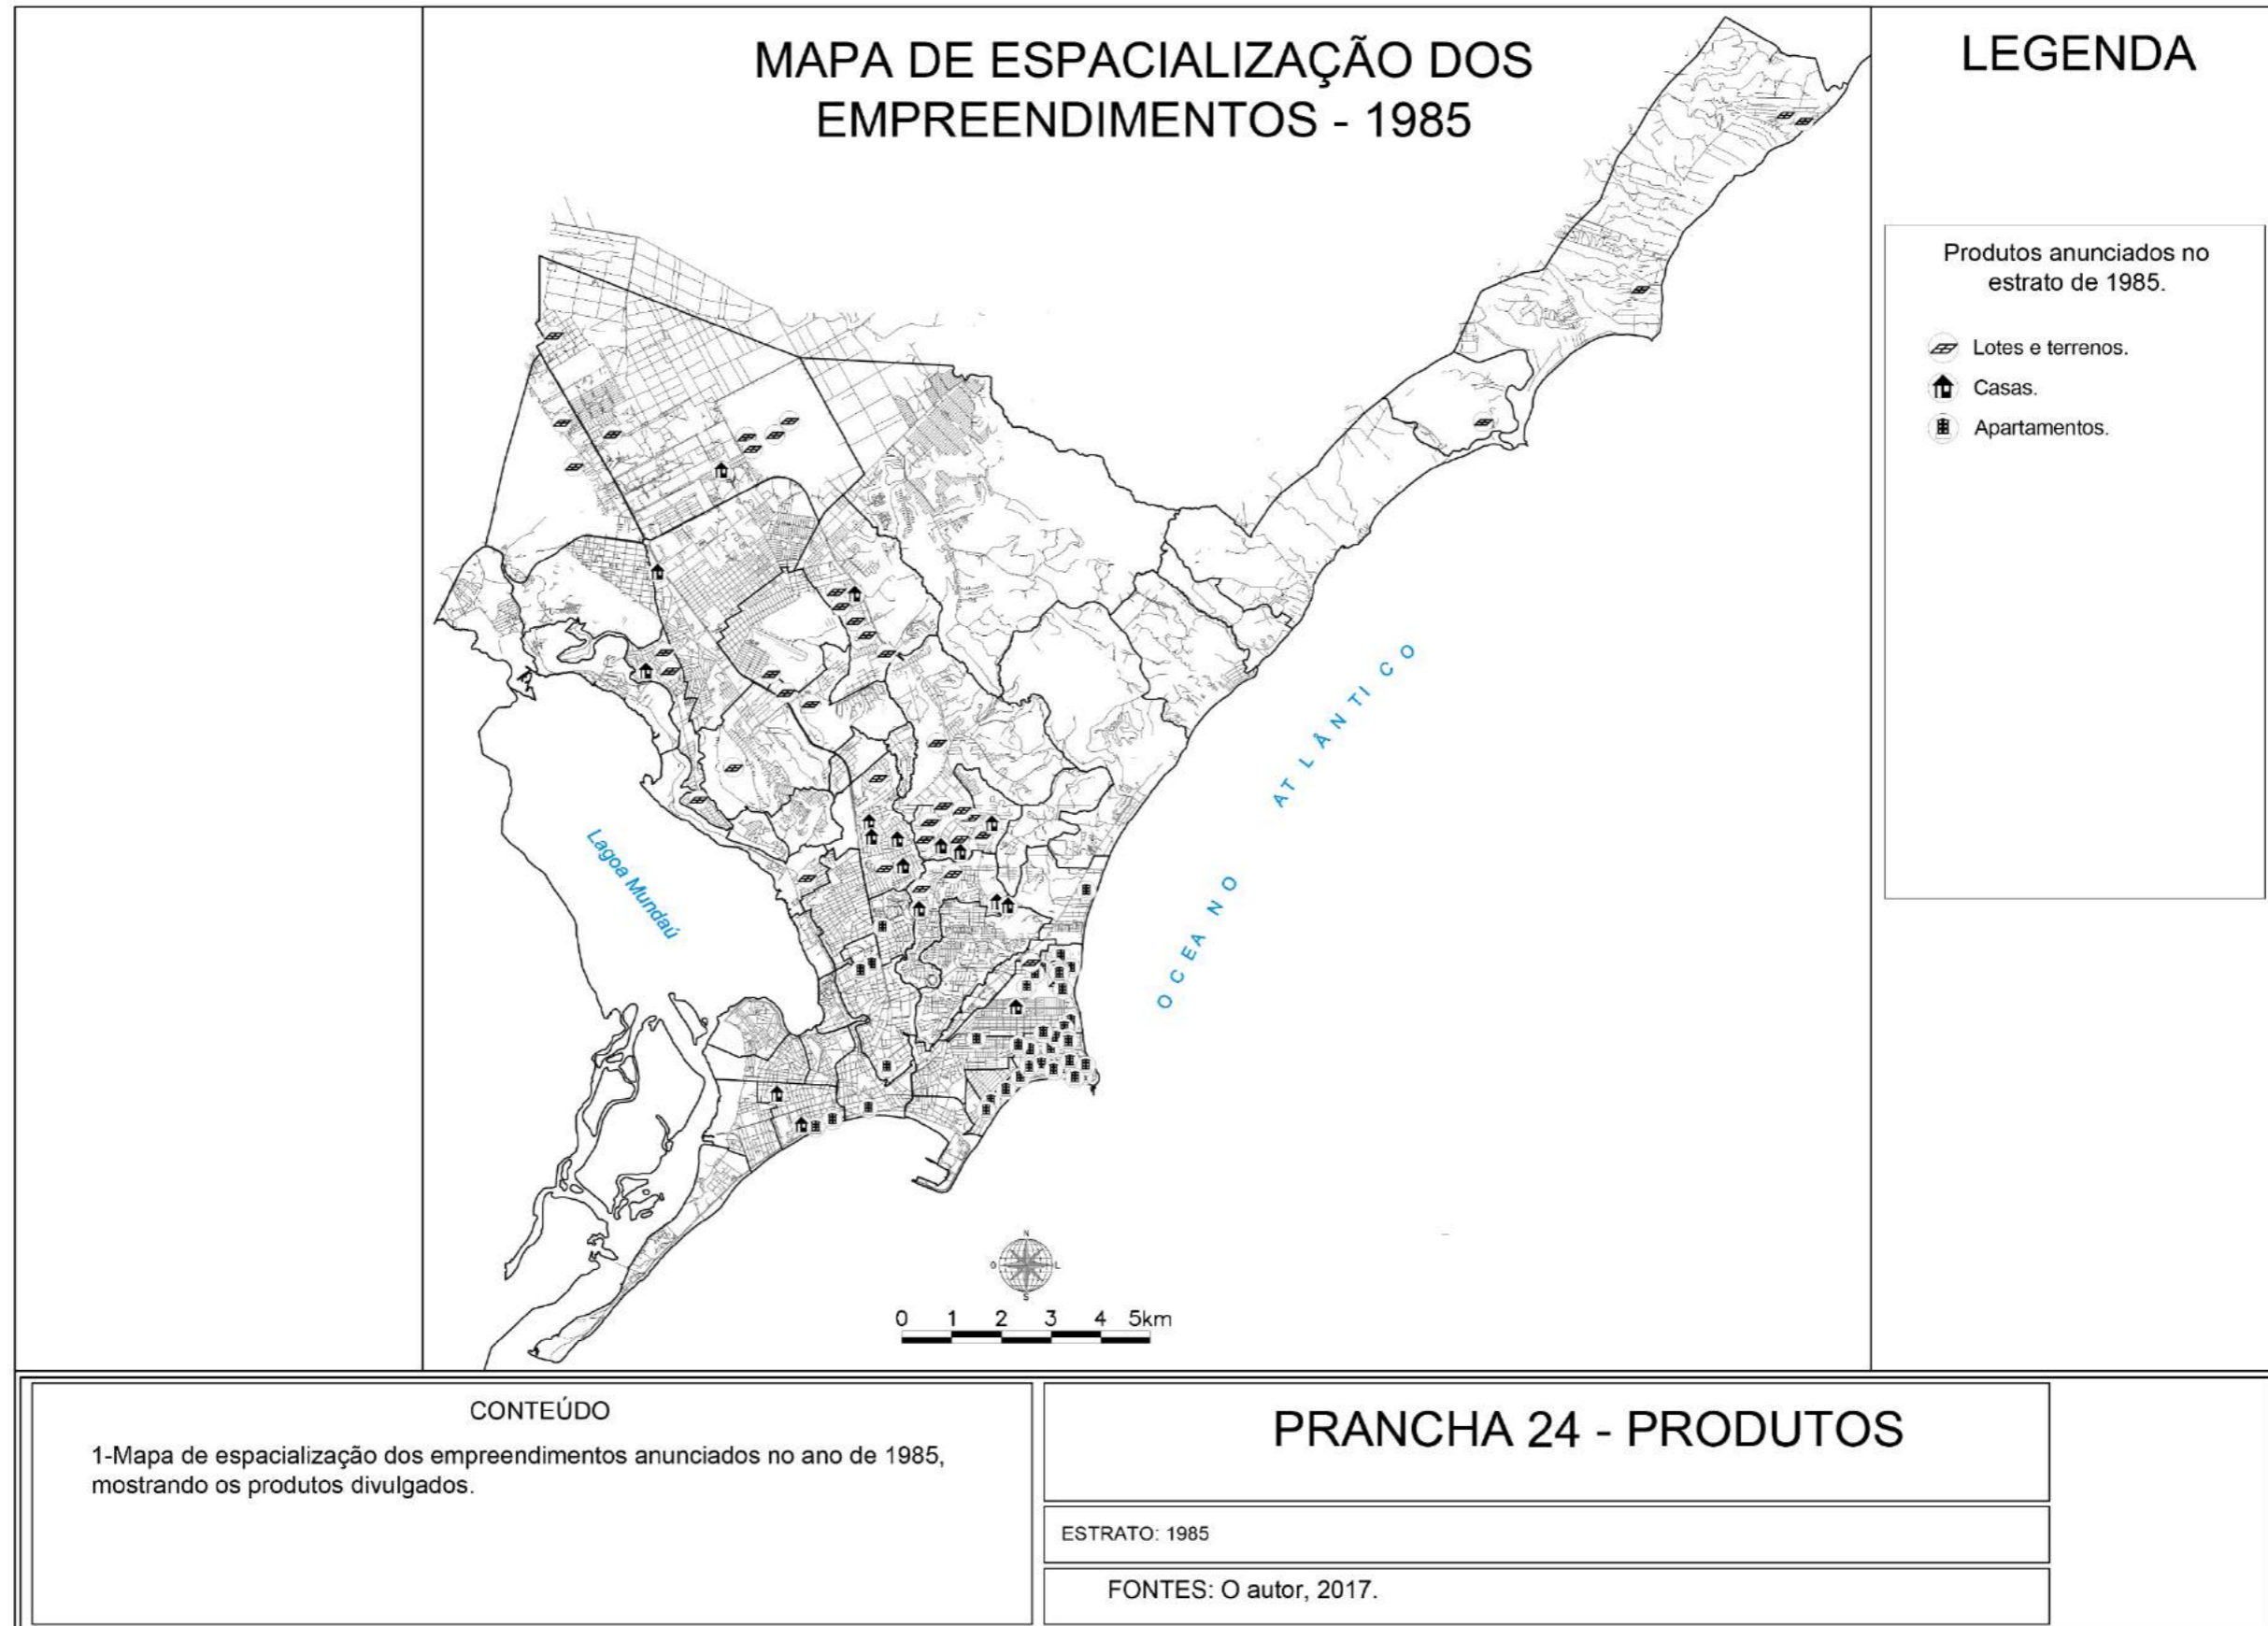 MAPA DE ESPACIALIZAÇÃO DOS
EMPREENDIMENTOS - 1985
LEGENDA
Produtos anunciados no
estrato de 1985.
Lotes e terrenos.
Casas.
Apartamentos.
OCEANO ATLÂNTICO
Lagoa Mundaú
N
O
L
S
0 1 2 3 4 5km
CONTEÚDO
1-Mapa de espacialização dos empreendimentos anunciados no ano de 1985,
mostrando os produtos divulgados.
PRANCHA 24 - PRODUTOS
ESTRATO: 1985
FONTES: O autor, 2017.